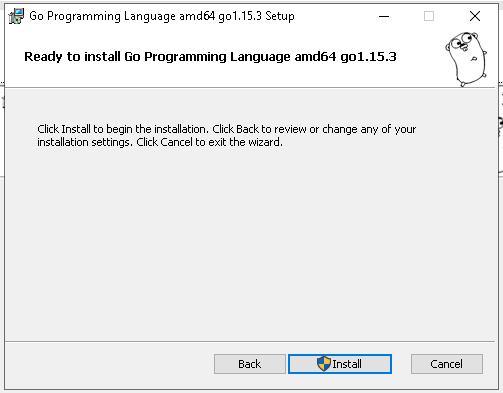 Go Programming Language amd64 go1.15.3 Setup
Ready to install Go Programming Language amd64 go1.15.3
Click Install to begin the installation. Click Back to review or change any of your
installation settings. Click Cancel to exit the wizard.
Back
Install
Cancel